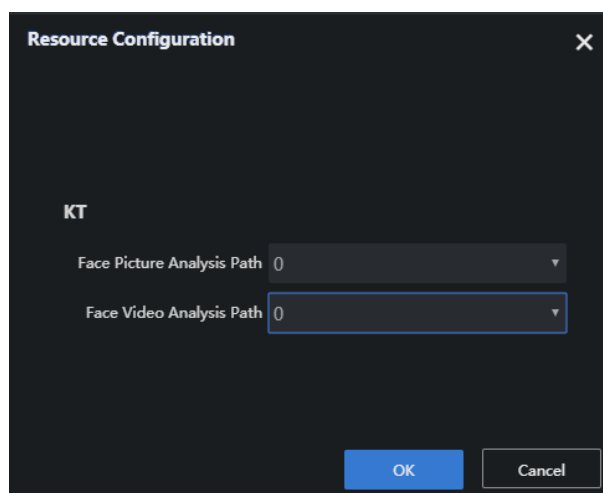 Resource Configuration
KT
Face Picture Analysis Path 0
Face Video Analysis Path 0
OK Cancel